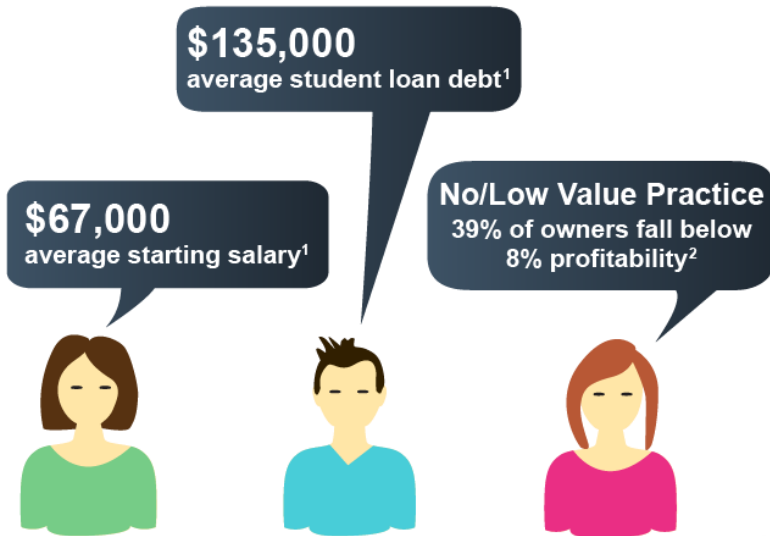 $135,000
average student loan debt¹
$67,000
average starting salary¹
No/Low Value Practice
39% of owners fall below
8% profitability²